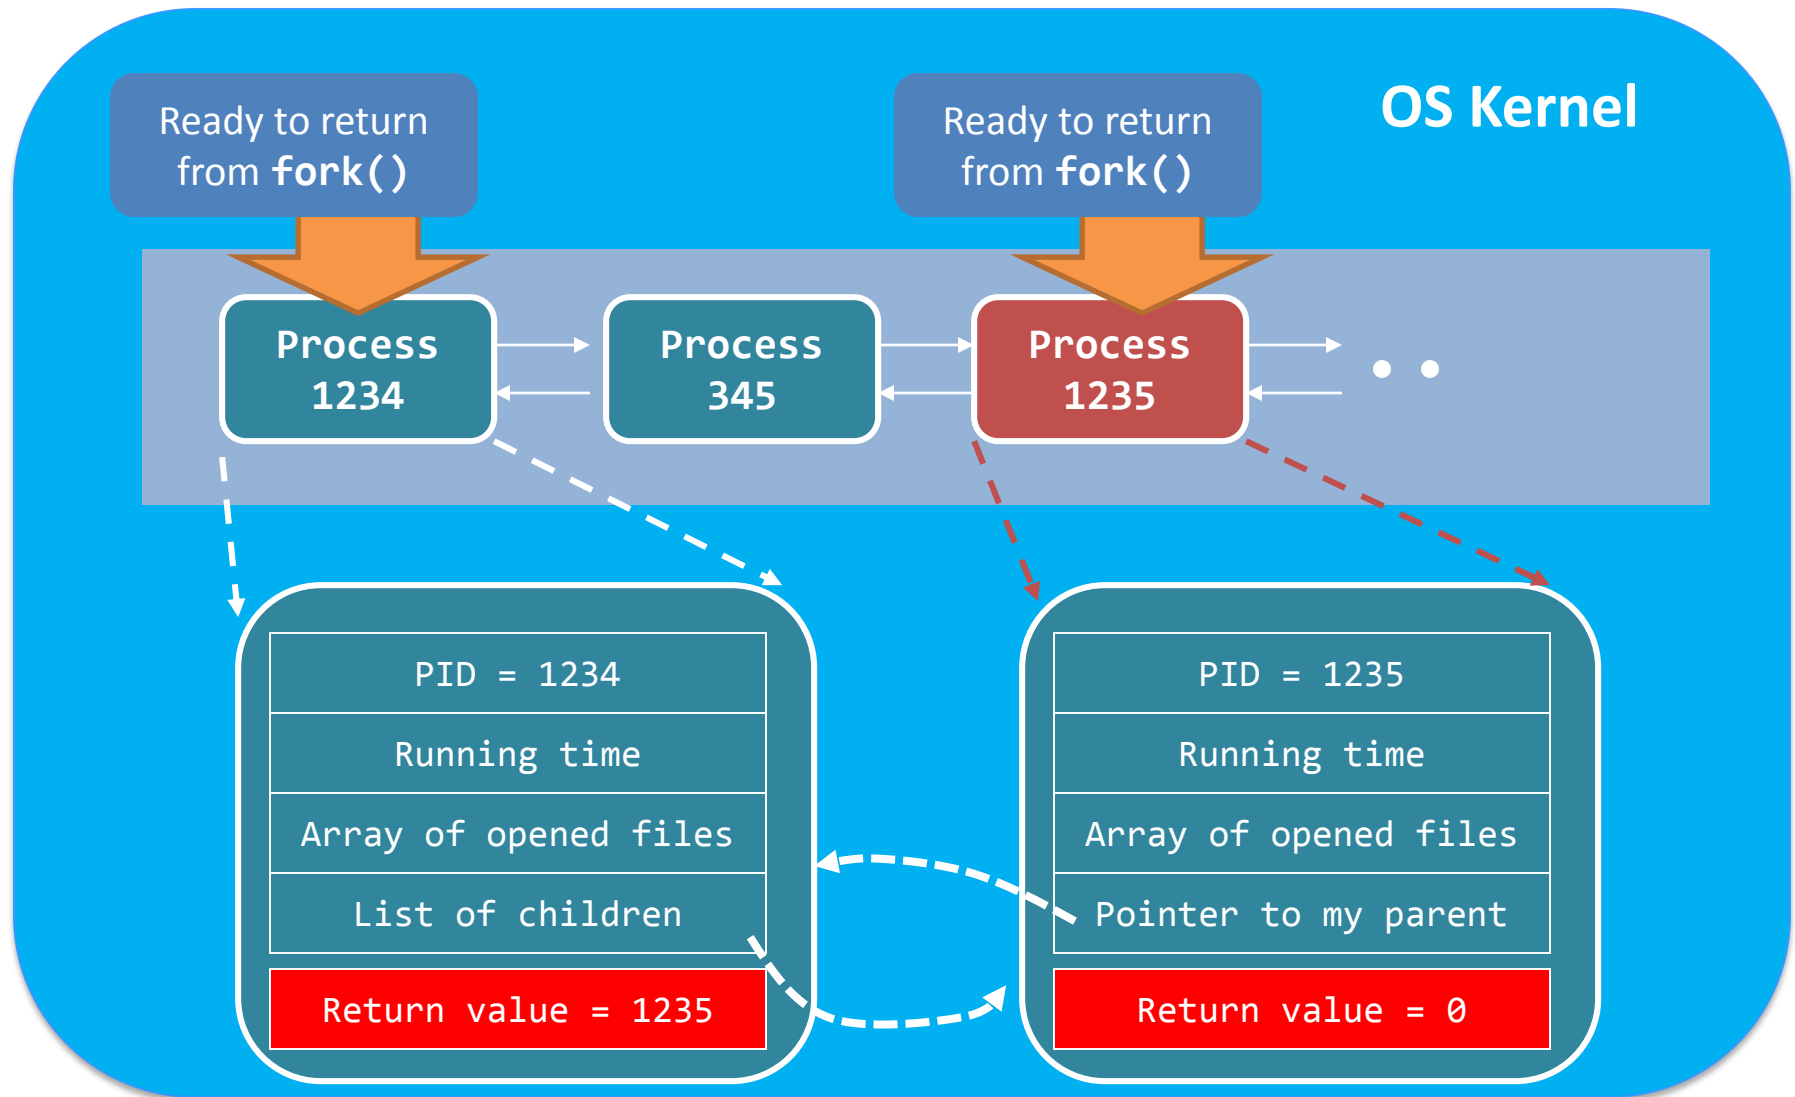 Ready to return
from fork()
Ready to return
from fork()
OS Kernel
Process
1234
Process
345
Process
1235
PID = 1234
Running time
Array of opened files
List of children
Return value = 1235
PID = 1235
Running time
Array of opened files
Pointer to my parent
Return value = 0